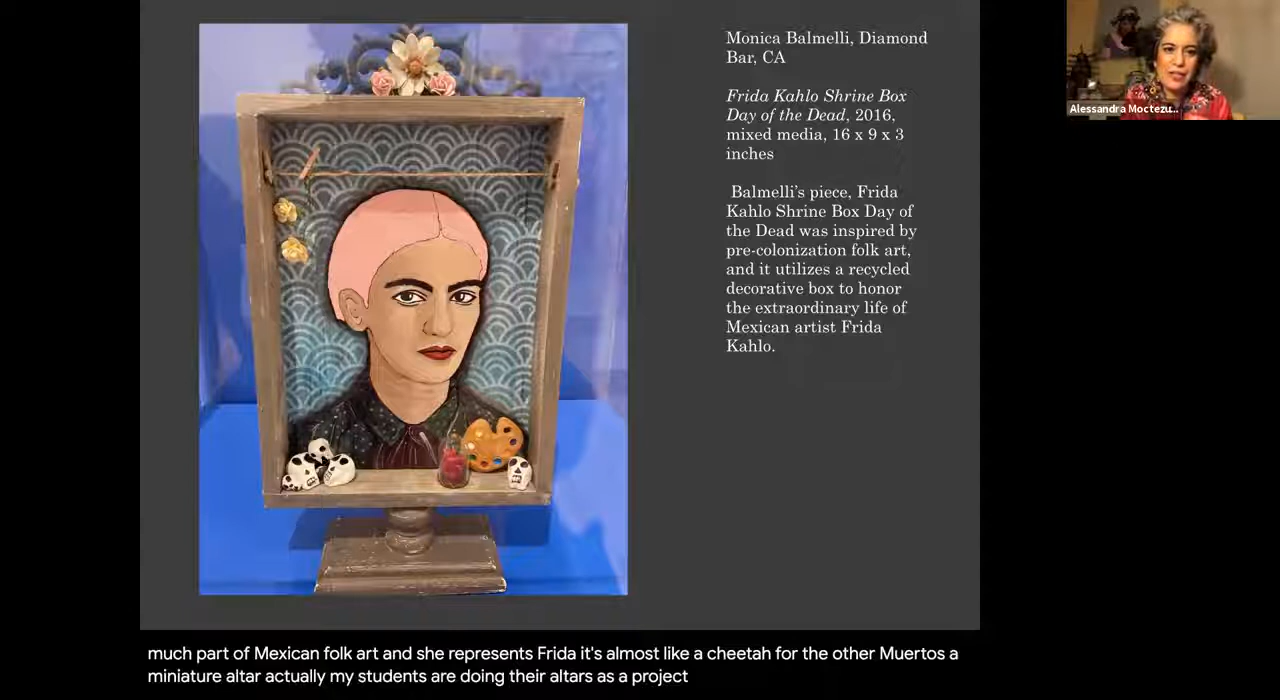 Monica Balmelli, Diamond
Bar, CA
Frida Kahlo Shrine Box
Day of the Dead, 2016,
mixed media, 16 x 9 x 3
inches
Balmelli’s piece, Frida
Kahlo Shrine Box Day of
the Dead was inspired by
pre-colonization folk art,
and it utilizes a recycled
decorative box to honor
the extraordinary life of
Mexican artist Frida
Kahlo.
Alessandra Moctezu...
much part of Mexican folk art and she represents Frida it's almost like a cheetah for the other Muertos a
miniature altar actually my students are doing their altars as a project